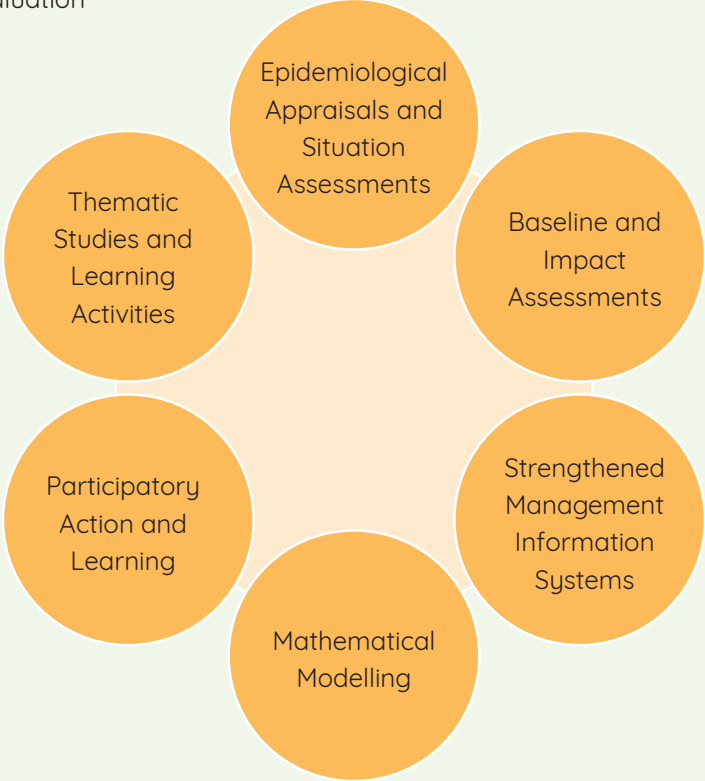 Epidemiological
Appraisals and
Situation
Assessments
Thematic
Studies and
Learning
Activities
Baseline and
Impact
Assessments
Participatory
Action and
Learning
Strengthened
Management
Information
Systems
Mathematical
Modelling